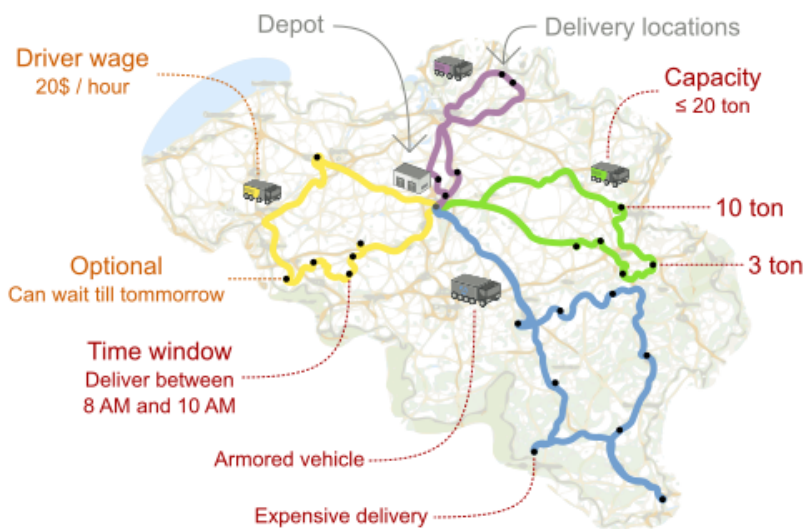 Depot
Delivery locations
Driver wage
20$ / hour
Capacity
≤ 20 ton
10 ton
3 ton
Optional
Can wait till tommorrow
Time window
Deliver between
8 AM and 10 AM
Armored vehicle
Expensive delivery